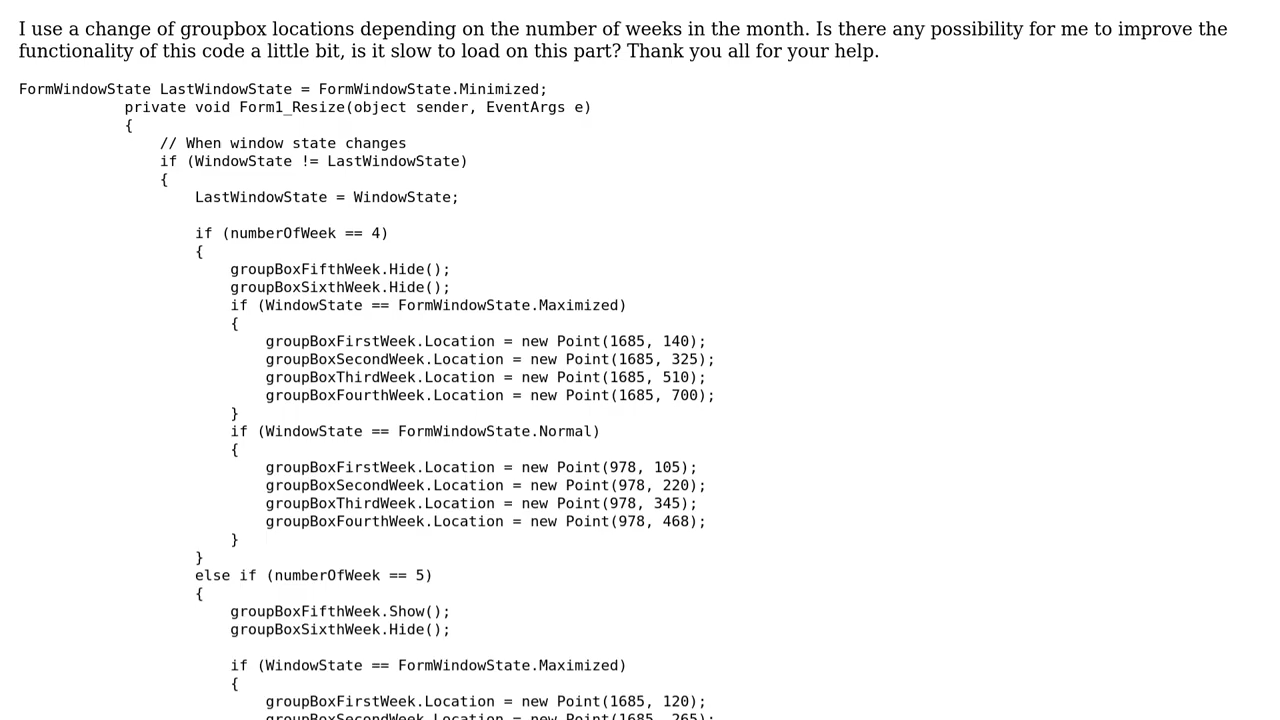 I use a change of groupbox locations depending on the number of weeks in the month. Is there any possibility for me to improve the
functionality of this code a little bit, is it slow to load on this part? Thank you all for your help.
FormWindowState LastWindowState = FormWindowState.Minimized;
            private void Form1_Resize(object sender, EventArgs e)
            {
                // When window state changes
                if (WindowState != LastWindowState)
                {
                    LastWindowState = WindowState;

                    if (numberOfWeek == 4)
                    {
                        groupBoxFifthWeek.Hide();
                        groupBoxSixthWeek.Hide();
                        if (WindowState == FormWindowState.Maximized)
                        {
                            groupBoxFirstWeek.Location = new Point(1685, 140);
                            groupBoxSecondWeek.Location = new Point(1685, 325);
                            groupBoxThirdWeek.Location = new Point(1685, 510);
                            groupBoxFourthWeek.Location = new Point(1685, 700);
                        }
                        if (WindowState == FormWindowState.Normal)
                        {
                            groupBoxFirstWeek.Location = new Point(978, 105);
                            groupBoxSecondWeek.Location = new Point(978, 220);
                            groupBoxThirdWeek.Location = new Point(978, 345);
                            groupBoxFourthWeek.Location = new Point(978, 468);
                        }
                    }
                    else if (numberOfWeek == 5)
                    {
                        groupBoxFifthWeek.Show();
                        groupBoxSixthWeek.Hide();

                        if (WindowState == FormWindowState.Maximized)
                        {
                            groupBoxFirstWeek.Location = new Point(1685, 120);
                            groupBoxSecondWeek.Location = new Point(1685, 265);